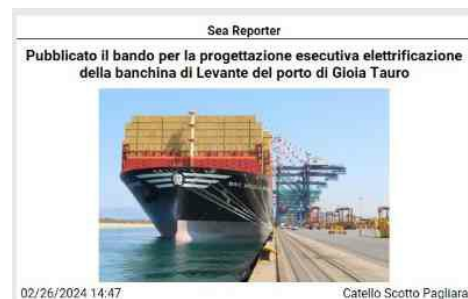 Sea Reporter
Pubblicato il bando per la progettazione esecutiva elettrificazione
della banchina di Levante del porto di Gioia Tauro
02/26/2024 14:47
Catello Scotto Pagliara